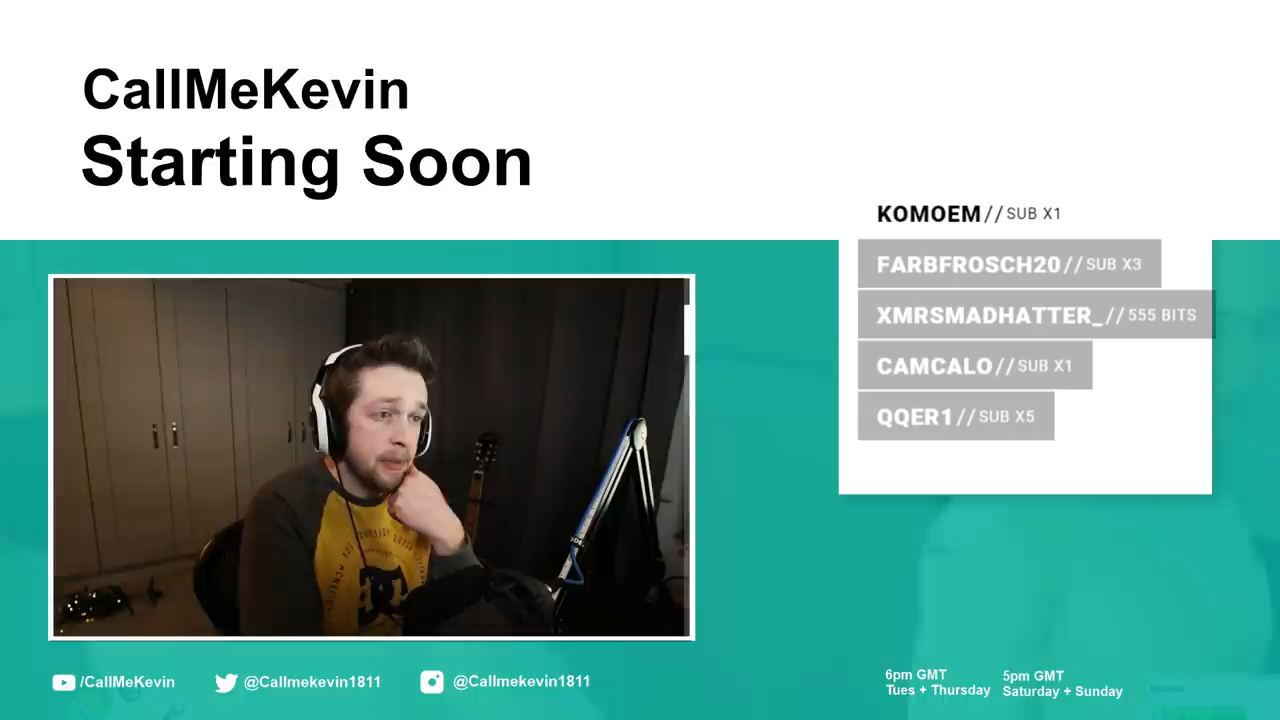 CallMeKevin
Starting Soon
KOMOEM // SUB X1
FARBFROSCH20 // SUB X3
XMRSMADHATTER_ // 555 BITS
CAMCALO // SUB X1
QQER1 // SUB X5
/CallMeKevin
@Callmekevin1811
@Callmekevin1811
6pm GMT
Tues + Thursday
5pm GMT
Saturday + Sunday